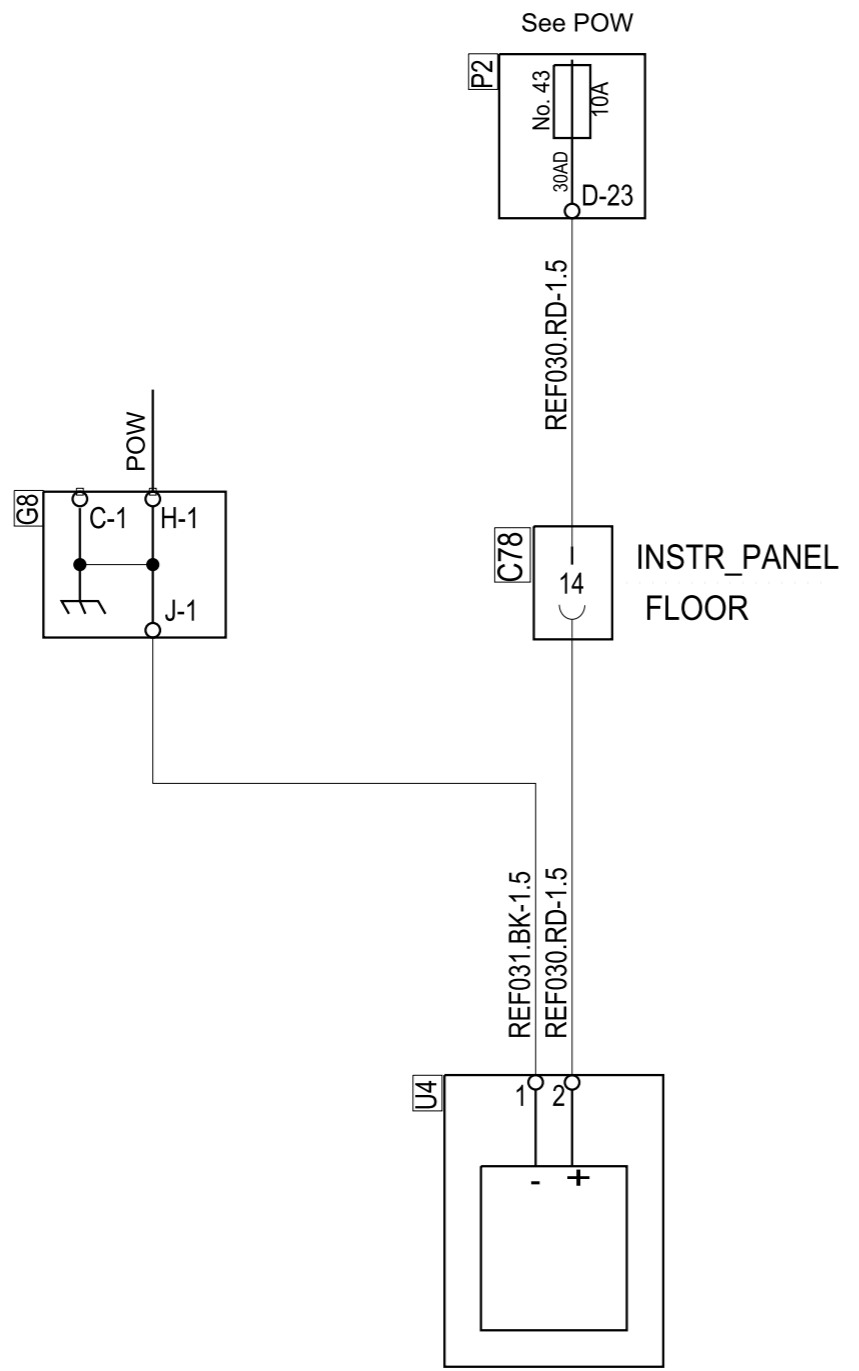 See POW
P2
No. 43
10A
30AD
D-23
REF030.RD-1.5
POW
G8
C-1
H-1
J-1
C78
14
INSTR_PANEL
FLOOR
REF031.BK-1.5
REF030.RD-1.5
U4
1
2
-
+